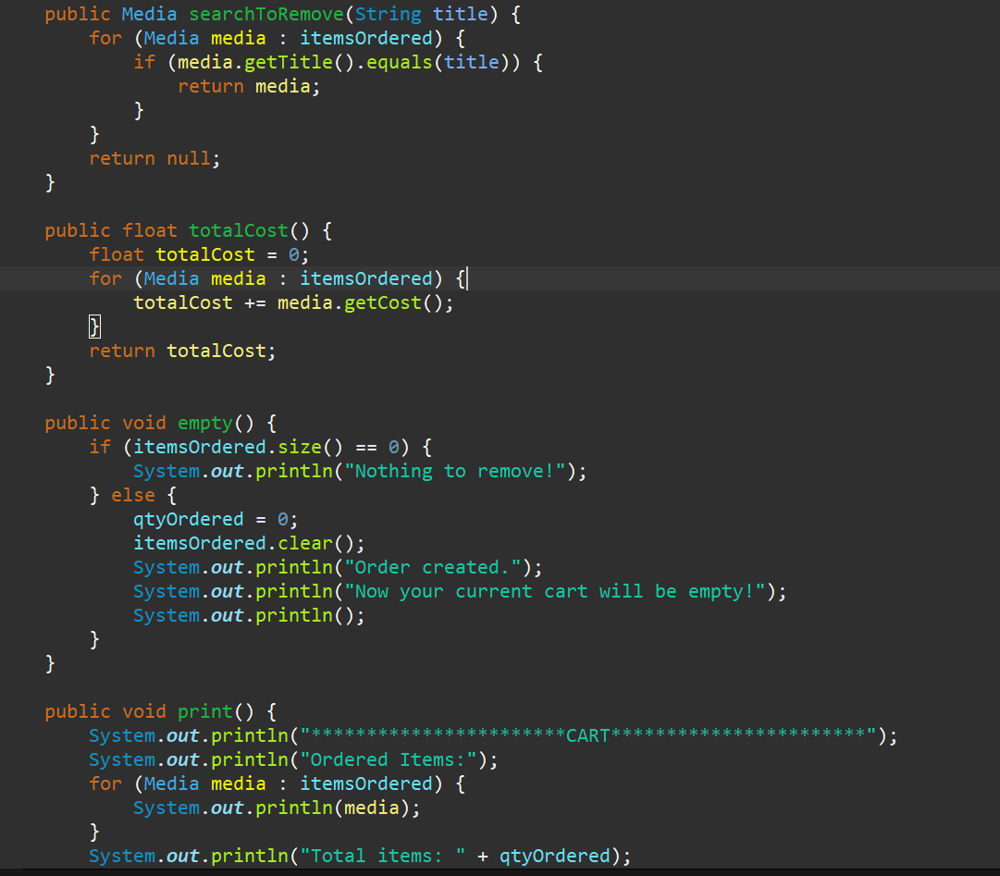 public Media searchToRemove(String title) {
    for (Media media : itemsOrdered) {
        if (media.getTitle().equals(title)) {
            return media;
        }
    }
    return null;
}

public float totalCost() {
    float totalCost = 0;
    for (Media media : itemsOrdered) {
        totalCost += media.getCost();
    }
    return totalCost;
}

public void empty() {
    if (itemsOrdered.size() == 0) {
        System.out.println("Nothing to remove!");
    } else {
        qtyOrdered = 0;
        itemsOrdered.clear();
        System.out.println("Order created.");
        System.out.println("Now your current cart will be empty!");
        System.out.println();
    }
}

public void print() {
    System.out.println("***********************CART***********************");
    System.out.println("Ordered Items:");
    for (Media media : itemsOrdered) {
        System.out.println(media);
    }
    System.out.println("Total items: " + qtyOrdered);